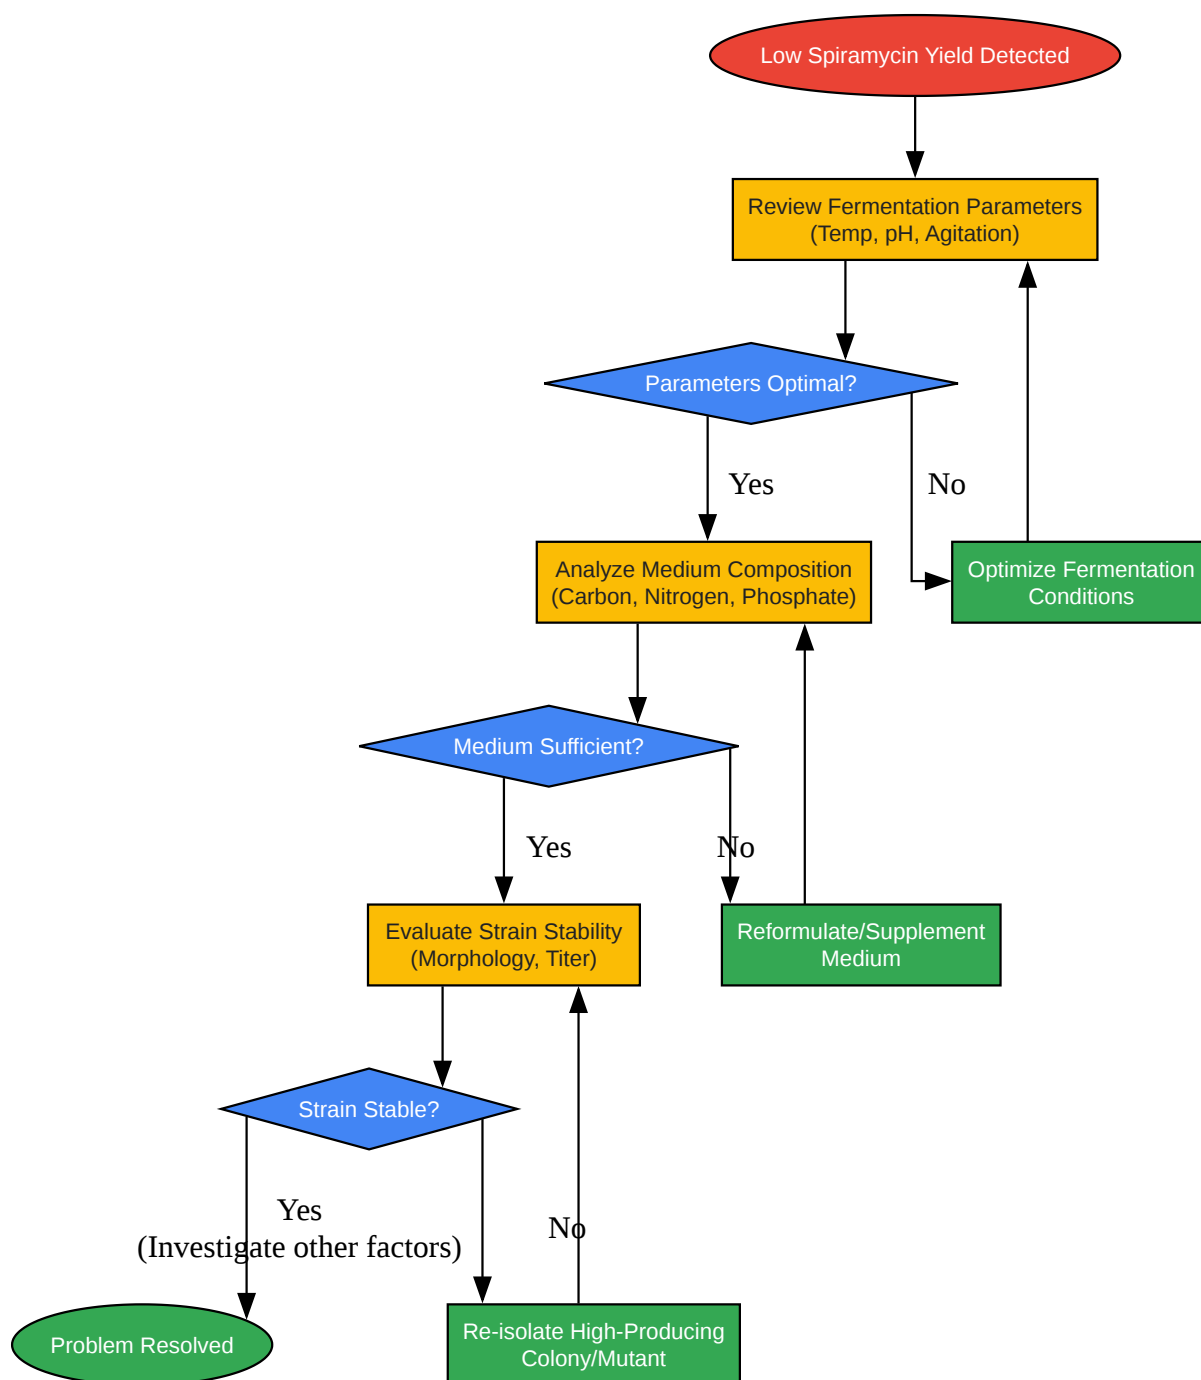 Low Spiramycin Yield Detected
Review Fermentation Parameters
(Temp, pH, Agitation)
Parameters Optimal?
Yes
No
Analyze Medium Composition
(Carbon, Nitrogen, Phosphate)
Optimize Fermentation
Conditions
Medium Sufficient?
Yes
No
Evaluate Strain Stability
(Morphology, Titer)
Reformulate/Supplement
Medium
Strain Stable?
Yes
(Investigate other factors)
No
Problem Resolved
Re-isolate High-Producing
Colony/Mutant